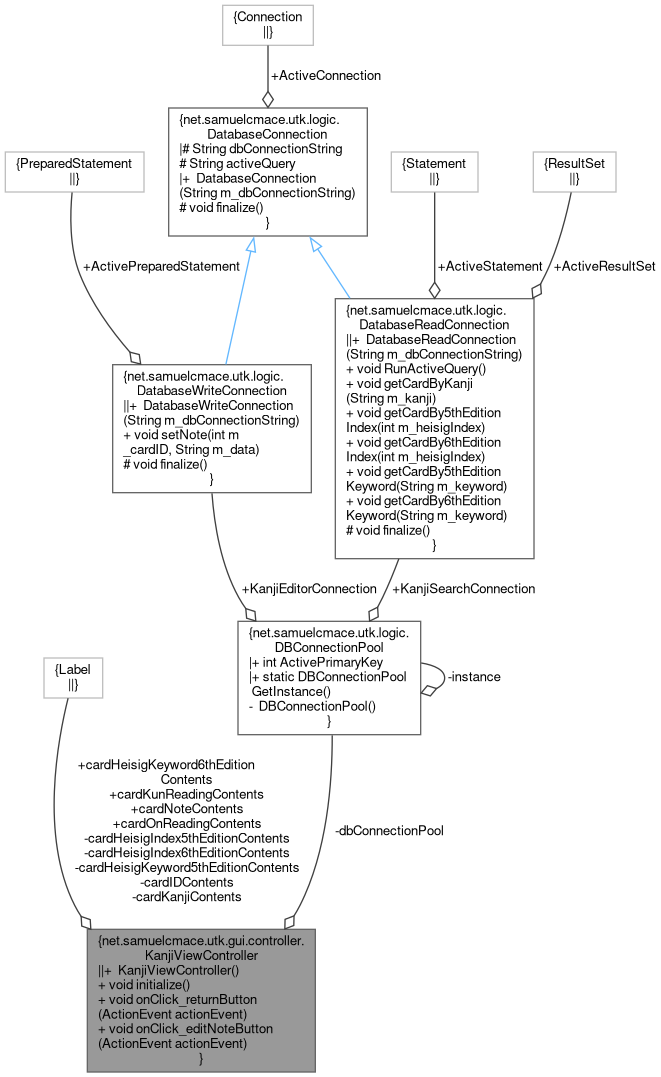 {Connection
||}
+ActiveConnection
{net.samuelcmace.utk.logic.
DatabaseConnection
|# String dbConnectionString
# String activeQuery
|+  DatabaseConnection
(String m_dbConnectionString)
# void finalize()
}
{PreparedStatement
||}
{Statement
||}
{ResultSet
||}
+ActivePreparedStatement
+ActiveStatement
+ActiveResultSet
{net.samuelcmace.utk.logic.
DatabaseReadConnection
||+  DatabaseReadConnection
(String m_dbConnectionString)
+ void RunActiveQuery()
+ void getCardByKanji
(String m_kanji)
+ void getCardBy5thEdition
Index(int m_heisigIndex)
+ void getCardBy6thEdition
Index(int m_heisigIndex)
+ void getCardBy5thEdition
Keyword(String m_keyword)
+ void getCardBy6thEdition
Keyword(String m_keyword)
# void finalize()
}
{net.samuelcmace.utk.logic.
DatabaseWriteConnection
||+  DatabaseWriteConnection
(String m_dbConnectionString)
+ void setNote(int m
_cardID, String m_data)
# void finalize()
}
+KanjiEditorConnection
+KanjiSearchConnection
{net.samuelcmace.utk.logic.
DBConnectionPool
|+ int ActivePrimaryKey
|+ static DBConnectionPool
GetInstance()
-  DBConnectionPool()
}
-instance
{Label
||}
+cardHeisigKeyword6thEdition
Contents
+cardKunReadingContents
+cardNoteContents
+cardOnReadingContents
-cardHeisigIndex5thEditionContents
-cardHeisigIndex6thEditionContents
-cardHeisigKeyword5thEditionContents
-cardIDContents
-cardKanjiContents
-dbConnectionPool
{net.samuelcmace.utk.gui.controller.
KanjiViewController
||+  KanjiViewController()
+ void initialize()
+ void onClick_returnButton
(ActionEvent actionEvent)
+ void onClick_editNoteButton
(ActionEvent actionEvent)
}